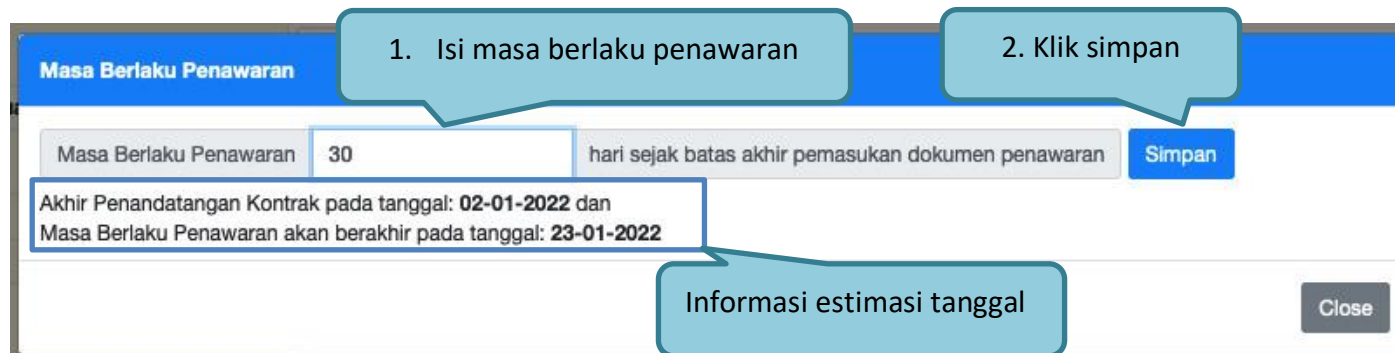 1. Isi masa berlaku penawaran
2. Klik simpan
Masa Berlaku Penawaran
Masa Berlaku Penawaran 30 hari sejak batas akhir pemasukan dokumen penawaran Simpan
Akhir Penandatangan Kontrak pada tanggal: 02-01-2022 dan
Masa Berlaku Penawaran akan berakhir pada tanggal: 23-01-2022
Informasi estimasi tanggal
Close